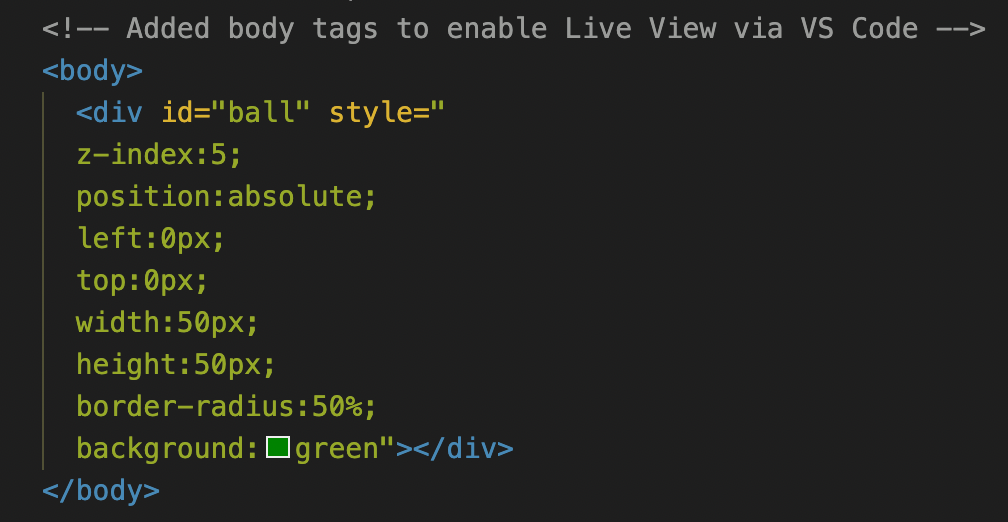 <!-- Added body tags to enable Live View via VS Code -->
<body>
<div id="ball" style="
z-index:5;
position:absolute;
left:0px;
top:0px;
width:50px;
height:50px;
border-radius:50%;
background:green"></div>
</body>